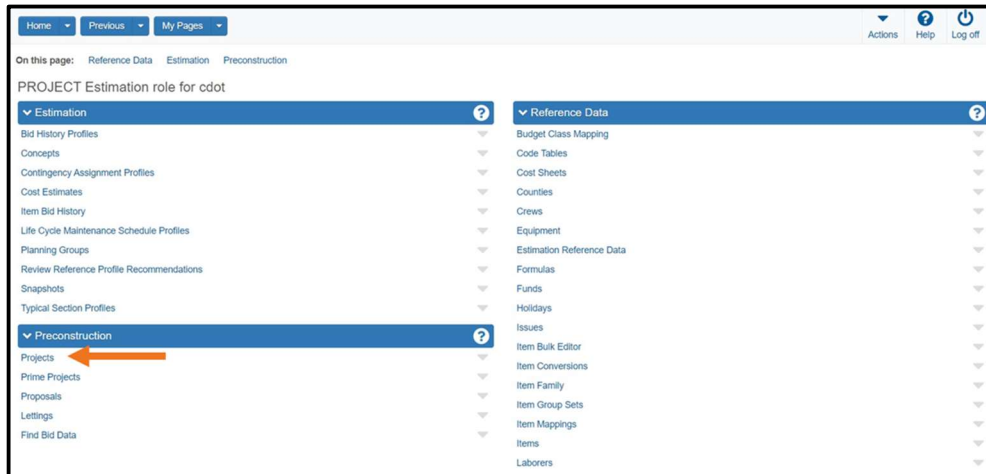 Home Previous My Pages
Actions Help Log off
On this page: Reference Data Estimation Preconstruction
PROJECT Estimation role for cdot
Estimation ?
Bid History Profiles
Concepts
Contingency Assignment Profiles
Cost Estimates
Item Bid History
Life Cycle Maintenance Schedule Profiles
Planning Groups
Review Reference Profile Recommendations
Snapshots
Typical Section Profiles
Preconstruction ?
Projects
Prime Projects
Proposals
Lettings
Find Bid Data
Reference Data ?
Budget Class Mapping
Code Tables
Cost Sheets
Counties
Crews
Equipment
Estimation Reference Data
Formulas
Funds
Holidays
Issues
Item Bulk Editor
Item Conversions
Item Family
Item Group Sets
Item Mappings
Items
Laborers